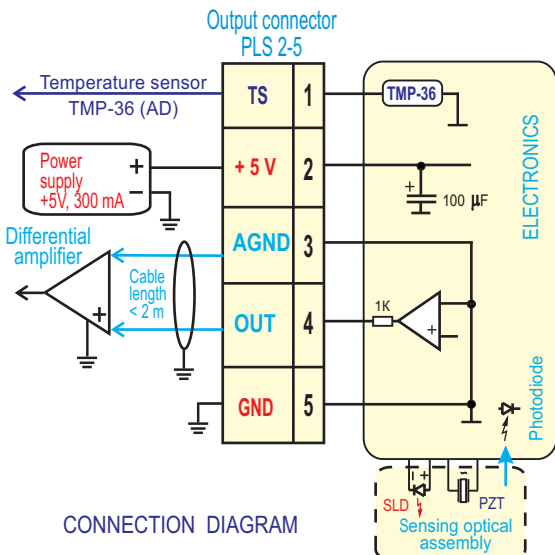 Output connector
PLS 2-5
Temperature sensor
TMP-36 (AD)
TS
1
TMP-36
Power
supply
+5V, 300 mA
+
−
+ 5 V
2
+
100 µF
ELECTRONICS
Differential
amplifier
+
Cable
length
< 2 m
AGND
3
OUT
4
1K
+
GND
5
Photodiode
− +
SLD
PZT
Sensing optical
assembly
CONNECTION DIAGRAM